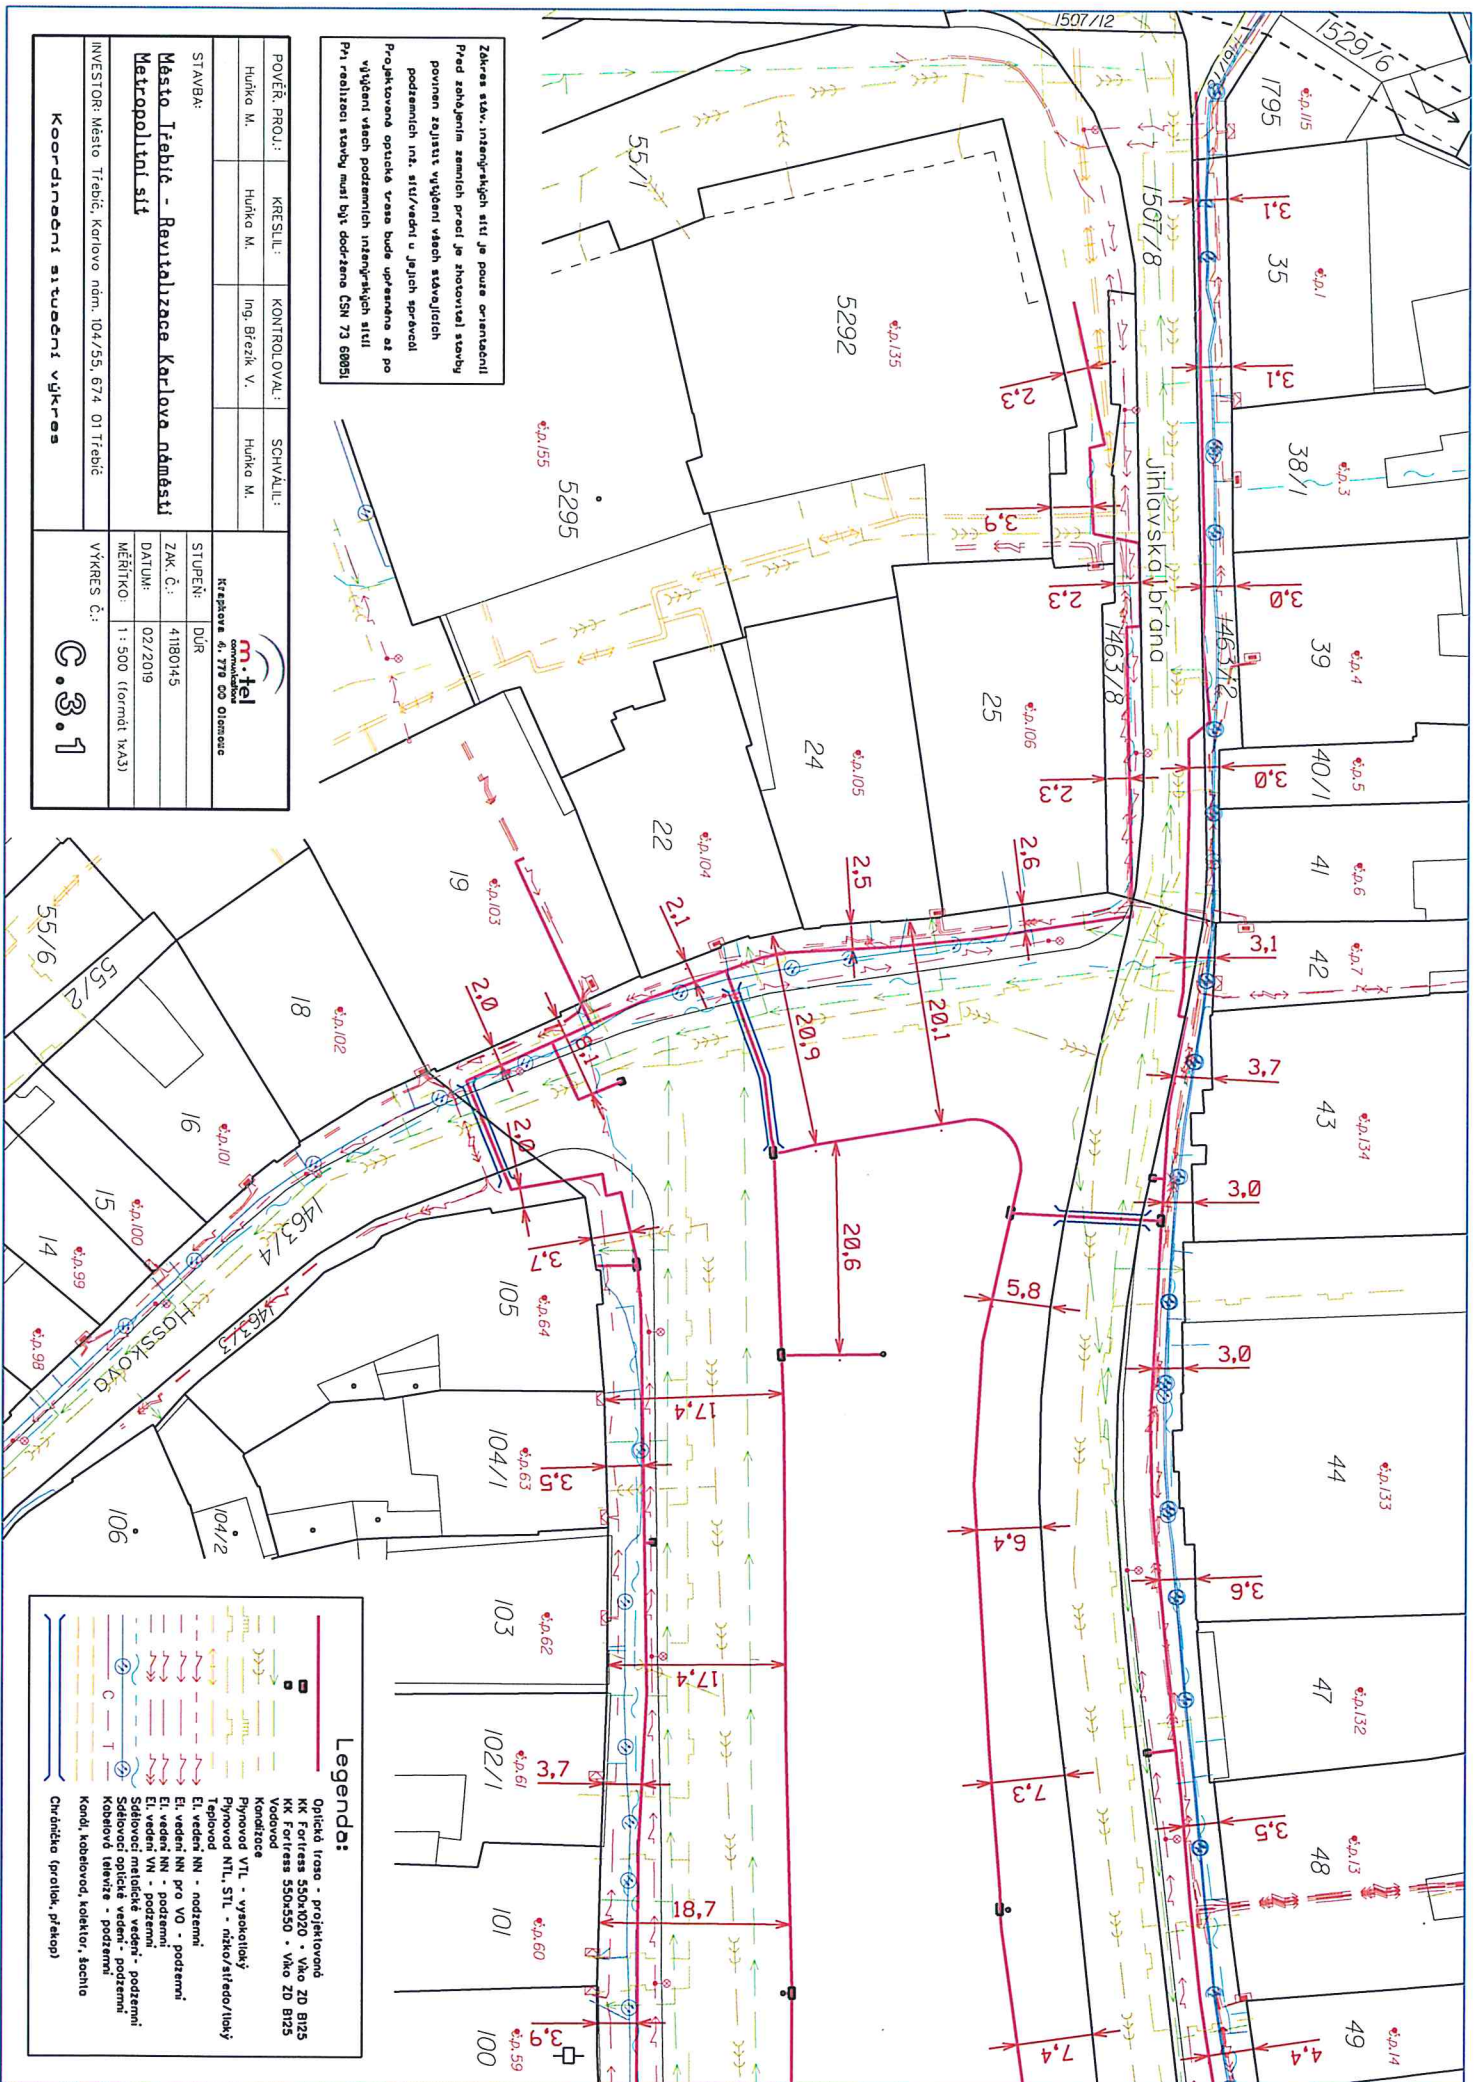 1507/12
1529/6
1461/18
1795
č.p.115
55/1
1507/8
3,1
35
č.p.1
3,1
5292
č.p.135
2,3
38/1
č.p.3
Jihlavská brána
č.p.155
5295
3,9
2,3
1463/8
3,0
1463/2
39
č.p.4
25
č.p.106
24
č.p.105
2,3
3,0
40/1
č.p.5
22
č.p.104
19
č.p.103
2,1
2,5
2,6
41
č.p.6
3,1
42
č.p.7
55/6
55/2
18
č.p.102
2,0
8,1
20,9
20,1
3,7
43
č.p.134
16
č.p.101
2,0
15
č.p.100
14
č.p.99
č.p.98
1463/4
Hasskova
1463/3
3,7
105
č.p.64
20,6
5,8
3,0
3,0
17,4
104/1
č.p.63
3,5
104/2
106
6,4
44
č.p.133
3,6
103
č.p.62
17,4
47
č.p.132
102/1
č.p.61
3,7
7,3
3,5
48
č.p.13
101
č.p.60
18,7
100
č.p.59
3,9
7,4
4,4
49
č.p.14
Zákres stáv. inženýrských sítí je pouze orientační!
Před zahájením zemních prací je zhotovitel stavby
povinen zajistit vytýčení všech stávajících
podzemních inž. sítí/vedení u jejich správců!
Projektovaná optická trasa bude upřesněna až po
vytýčení všech podzemních inženýrských sítí!
Při realizaci stavby musí být dodržena ČSN 73 6005!
POVĚŘ. PROJ.:
KRESLIL:
KONTROLOVAL:
SCHVÁLIL:
Huňka M.
Huňka M.
Ing. Březík V.
Huňka M.
m-tel
communications
Krapkova 4, 779 00 Olomouc
STAVBA:
Město Třebíč - Revitalizace Karlova náměstí
Metropolitní síť
STUPEŇ: DÚR
ZAK. Č.: 41180145
DATUM: 02/2019
MĚŘÍTKO: 1 : 500 (formát 1xA3)
INVESTOR: Město Třebíč, Karlovo nám. 104/55, 674 01 Třebíč
Koordinační situační výkres
VÝKRES Č.:
C.3.1
Legenda:
Optická trasa - projektovaná
KK Fortress 550x1020 + Víko ZD B125
KK Fortress 550x550 + Víko ZD B125
Vodovod
Kanalizace
Plynovod VTL - vysokotlaký
Plynovod NTL, STL - nízko/středo/tlaký
Teplovod
El. vedení NN - nadzemní
El. vedení NN pro VO - podzemní
El. vedení NN - podzemní
El. vedení VN - podzemní
Sdělovací metalické vedení - podzemní
Sdělovací optické vedení - podzemní
C T Kabelová televize - podzemní
Kanál, kabelovod, kolektor, šachta
Chránička (protlak, překop)